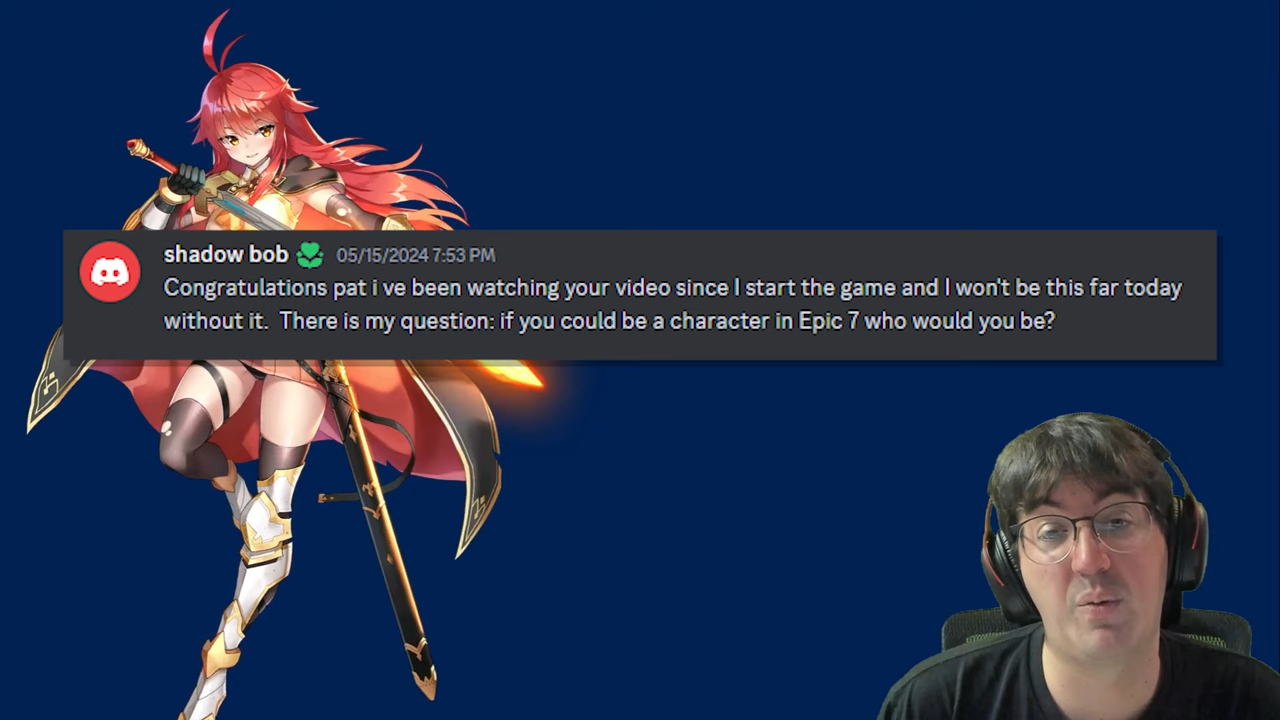 shadow bob 05/15/2024 7:53 PM
Congratulations pat i ve been watching your video since I start the game and I won't be this far today
without it.  There is my question: if you could be a character in Epic 7 who would you be?